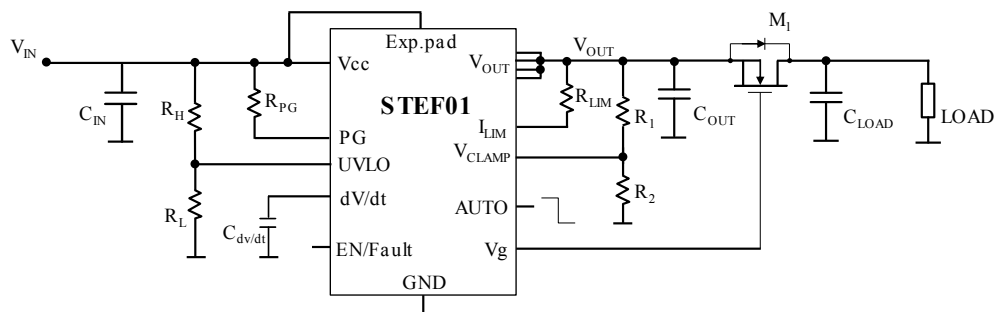 M1
VIN
Exp.pad
Vcc
VOUT
VOUT
STEF01
CIN
RH
RPG
RLIM
R1
COUT
CLOAD
LOAD
PG
ILIM
UVLO
VCLAMP
RL
dV/dt
R2
Cdv/dt
AUTO
EN/Fault
Vg
GND